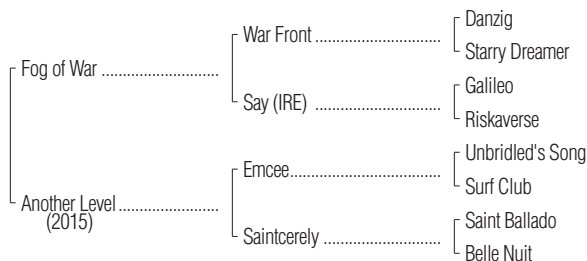 Danzig
War Front ..............................
Starry Dreamer
Fog of War ............................
Galileo
Say (IRE) ..............................
Riskaverse
Unbridled's Song
Emcee.....................................
Surf Club
Another Level ........................
(2015)
Saint Ballado
Saintcerely ............................
Belle Nuit